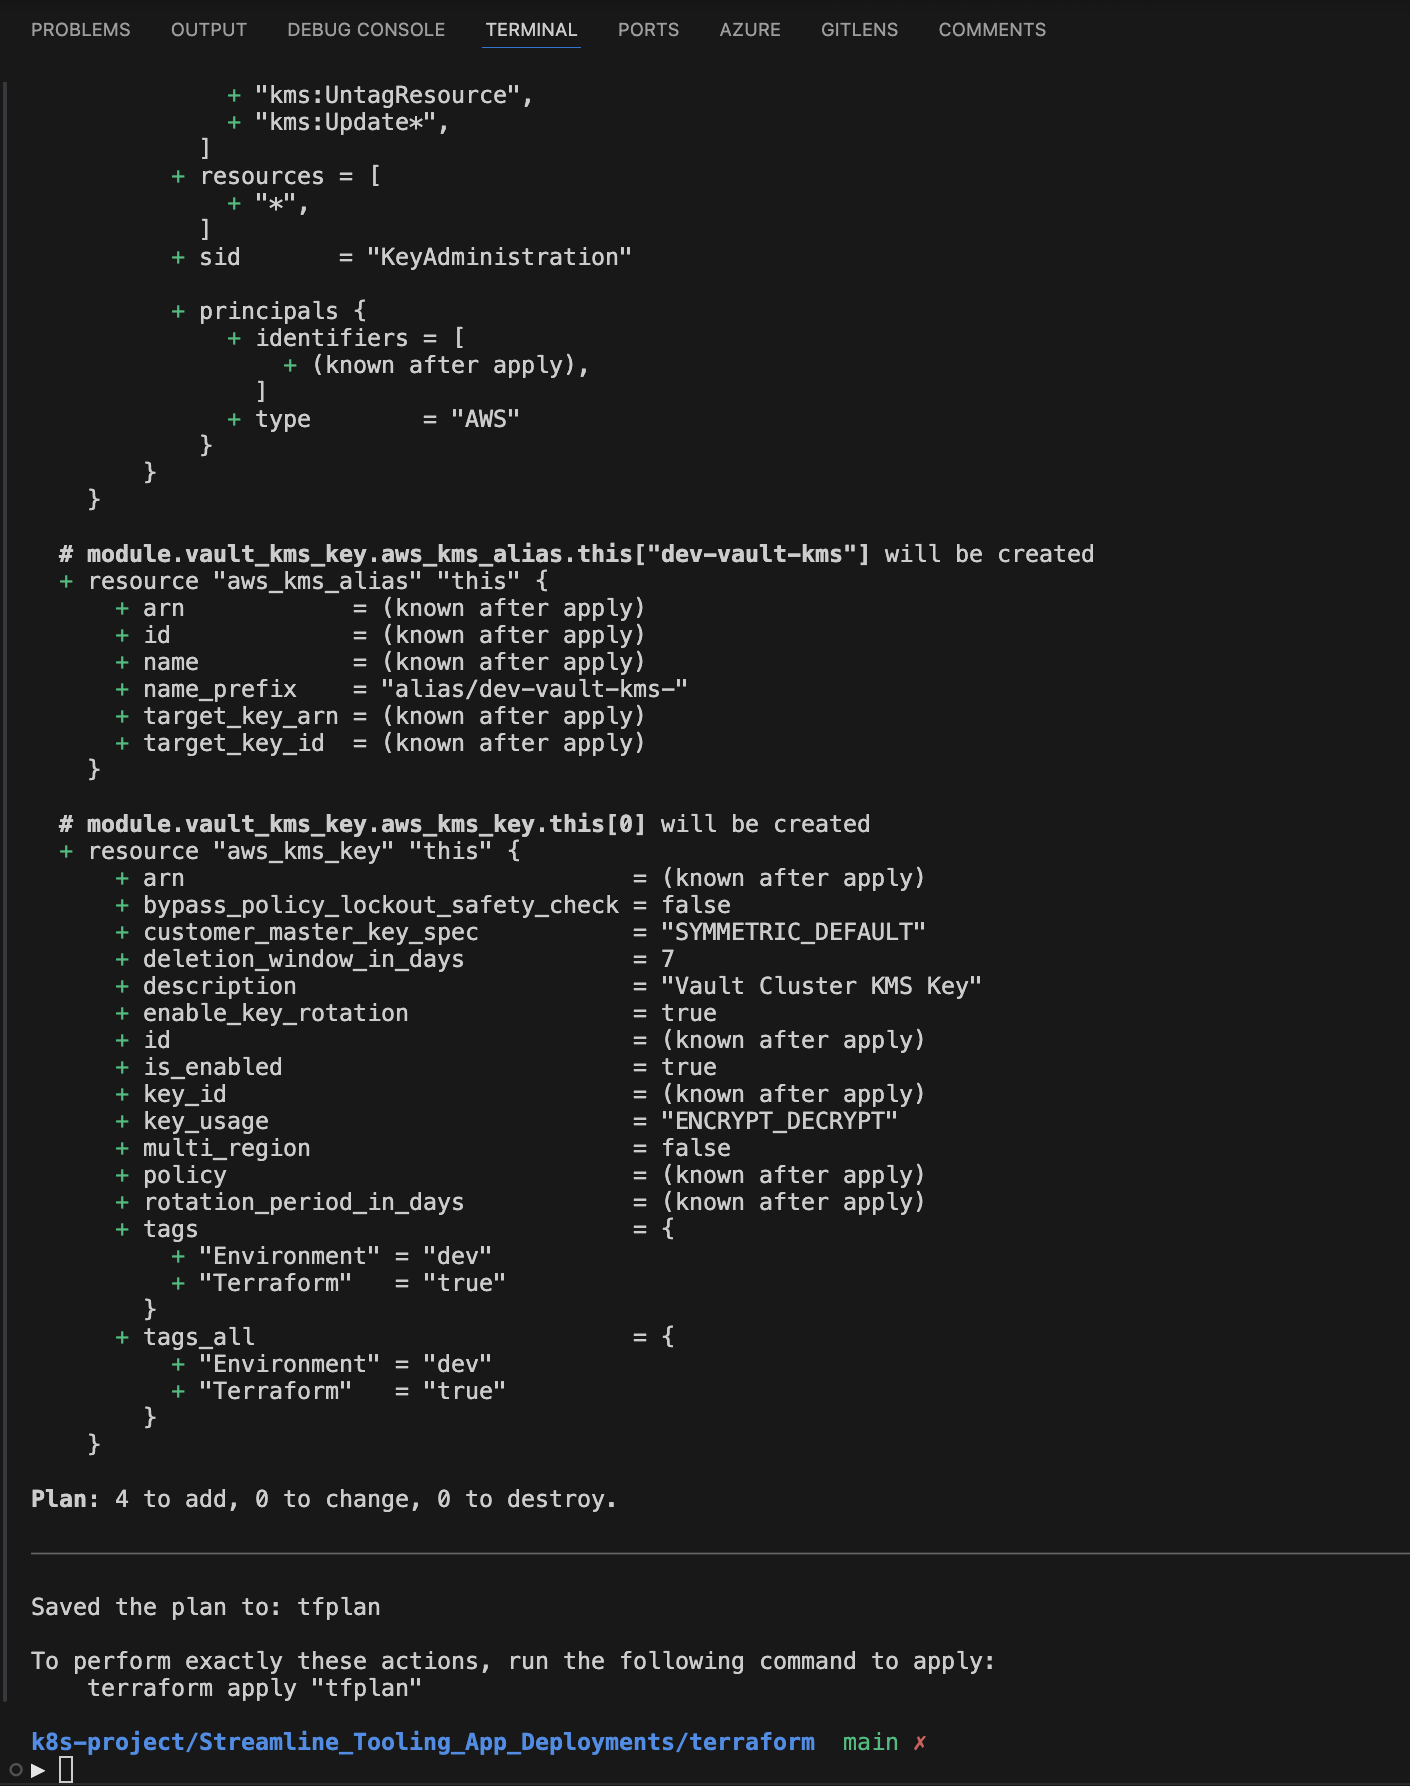 PROBLEMS OUTPUT DEBUG CONSOLE TERMINAL PORTS AZURE GITLENS COMMENTS
+ "kms:UntagResource",
+ "kms:Update*",
]
+ resources = [
+ "*",
]
+ sid = "KeyAdministration"
+ principals {
+ identifiers = [
+ (known after apply),
]
+ type = "AWS"
}
}
}
# module.vault_kms_key.aws_kms_alias.this["dev-vault-kms"] will be created
+ resource "aws_kms_alias" "this" {
+ arn = (known after apply)
+ id = (known after apply)
+ name = (known after apply)
+ name_prefix = "alias/dev-vault-kms-"
+ target_key_arn = (known after apply)
+ target_key_id = (known after apply)
}
# module.vault_kms_key.aws_kms_key.this[0] will be created
+ resource "aws_kms_key" "this" {
+ arn = (known after apply)
+ bypass_policy_lockout_safety_check = false
+ customer_master_key_spec = "SYMMETRIC_DEFAULT"
+ deletion_window_in_days = 7
+ description = "Vault Cluster KMS Key"
+ enable_key_rotation = true
+ id = (known after apply)
+ is_enabled = true
+ key_id = (known after apply)
+ key_usage = "ENCRYPT_DECRYPT"
+ multi_region = false
+ policy = (known after apply)
+ rotation_period_in_days = (known after apply)
+ tags = {
+ "Environment" = "dev"
+ "Terraform" = "true"
}
+ tags_all = {
+ "Environment" = "dev"
+ "Terraform" = "true"
}
}
Plan: 4 to add, 0 to change, 0 to destroy.
Saved the plan to: tfplan
To perform exactly these actions, run the following command to apply:
terraform apply "tfplan"
k8s-project/Streamline_Tooling_App_Deployments/terraform main ✗